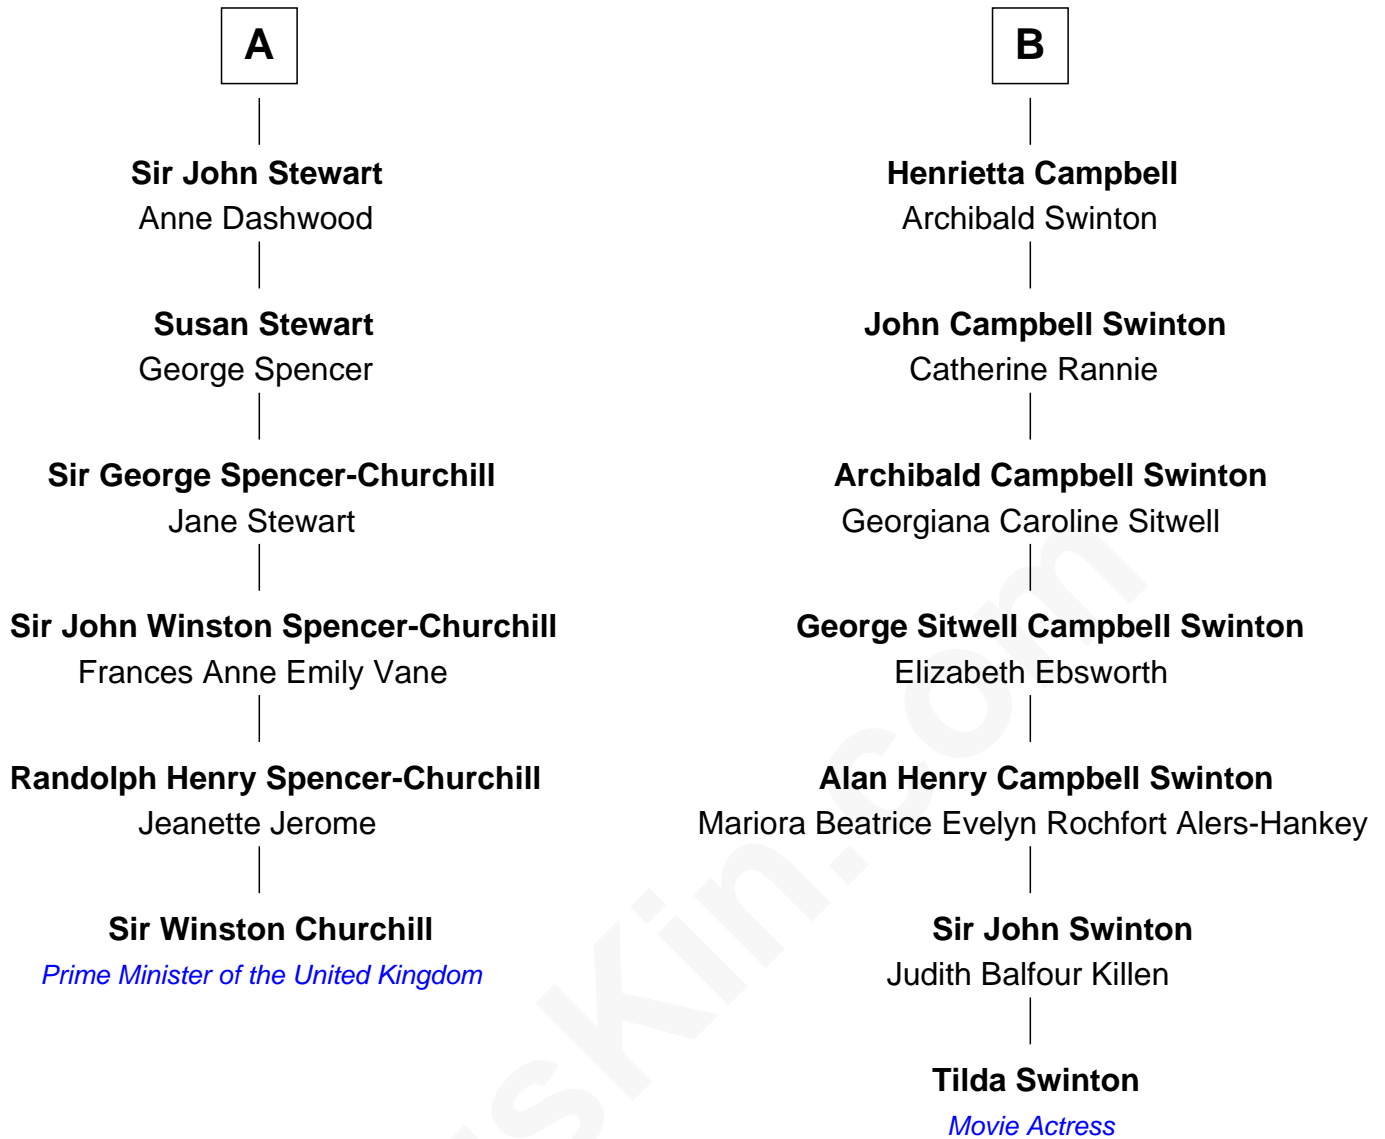 A
Sir John Stewart
Anne Dashwood
Susan Stewart
George Spencer
Sir George Spencer-Churchill
Jane Stewart
Sir John Winston Spencer-Churchill
Frances Anne Emily Vane
Randolph Henry Spencer-Churchill
Jeanette Jerome
Sir Winston Churchill
Prime Minister of the United Kingdom
B
Henrietta Campbell
Archibald Swinton
John Campbell Swinton
Catherine Rannie
Archibald Campbell Swinton
Georgiana Caroline Sitwell
George Sitwell Campbell Swinton
Elizabeth Ebsworth
Alan Henry Campbell Swinton
Mariora Beatrice Evelyn Rochfort Alers-Hankey
Sir John Swinton
Judith Balfour Killen
Tilda Swinton
Movie Actress
sKin.com